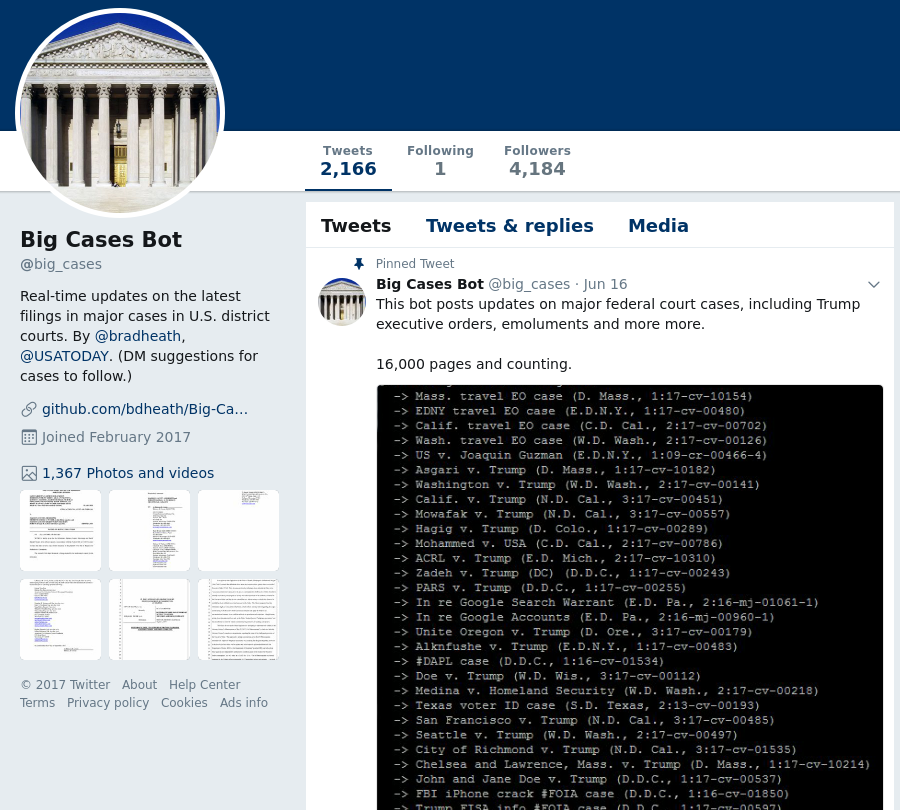 Tweets
2,166
Following
1
Followers
4,184
Big Cases Bot
@big_cases
Real-time updates on the latest
filings in major cases in U.S. district
courts. By @bradheath,
@USATODAY. (DM suggestions for
cases to follow.)
github.com/bdheath/Big-Ca…
Joined February 2017
1,367 Photos and videos
© 2017 Twitter About Help Center
Terms Privacy policy Cookies Ads info
Tweets Tweets & replies Media
Pinned Tweet
Big Cases Bot @big_cases · Jun 16
This bot posts updates on major federal court cases, including Trump
executive orders, emoluments and more more.
16,000 pages and counting.
-> Mass. travel EO case (D. Mass., 1:17-cv-10154)
-> EDNY travel EO case (E.D.N.Y., 1:17-cv-00480)
-> Calif. travel EO case (C.D. Cal., 2:17-cv-00702)
-> Wash. travel EO case (W.D. Wash., 2:17-cv-00126)
-> US v. Joaquin Guzman (E.D.N.Y., 1:09-cr-00466-4)
-> Asgari v. Trump (D. Mass., 1:17-cv-10182)
-> Washington v. Trump (W.D. Wash., 2:17-cv-00141)
-> Calif. v. Trump (N.D. Cal., 3:17-cv-00451)
-> Mowafak v. Trump (N.D. Cal., 3:17-cv-00557)
-> Hagig v. Trump (D. Colo., 1:17-cv-00289)
-> Mohammed v. USA (C.D. Cal., 2:17-cv-00786)
-> ACRL v. Trump (E.D. Mich., 2:17-cv-10310)
-> Zadeh v. Trump (DC) (D.D.C., 1:17-cv-00243)
-> PARS v. Trump (D.D.C., 1:17-cv-00255)
-> In re Google Search Warrant (E.D. Pa., 2:16-mj-01061-1)
-> In re Google Accounts (E.D. Pa., 2:16-mj-00960-1)
-> Unite Oregon v. Trump (D. Ore., 3:17-cv-00179)
-> Alknfushe v. Trump (E.D.N.Y., 1:17-cv-00483)
-> #DAPL case (D.D.C., 1:16-cv-01534)
-> Doe v. Trump (W.D. Wis., 3:17-cv-00112)
-> Medina v. Homeland Security (W.D. Wash., 2:17-cv-00218)
-> Texas voter ID case (S.D. Texas, 2:13-cv-00193)
-> San Francisco v. Trump (N.D. Cal., 3:17-cv-00485)
-> Seattle v. Trump (W.D. Wash., 2:17-cv-00497)
-> City of Richmond v. Trump (N.D. Cal., 3:17-cv-01535)
-> Chelsea and Lawrence, Mass. v. Trump (D. Mass., 1:17-cv-10214)
-> John and Jane Doe v. Trump (D.D.C., 1:17-cv-00537)
-> FBI iPhone crack #FOIA case (D.D.C., 1:16-cv-01850)
-> Trump FISA info #FOIA case (D.D.C., 1:17-cv-00597)